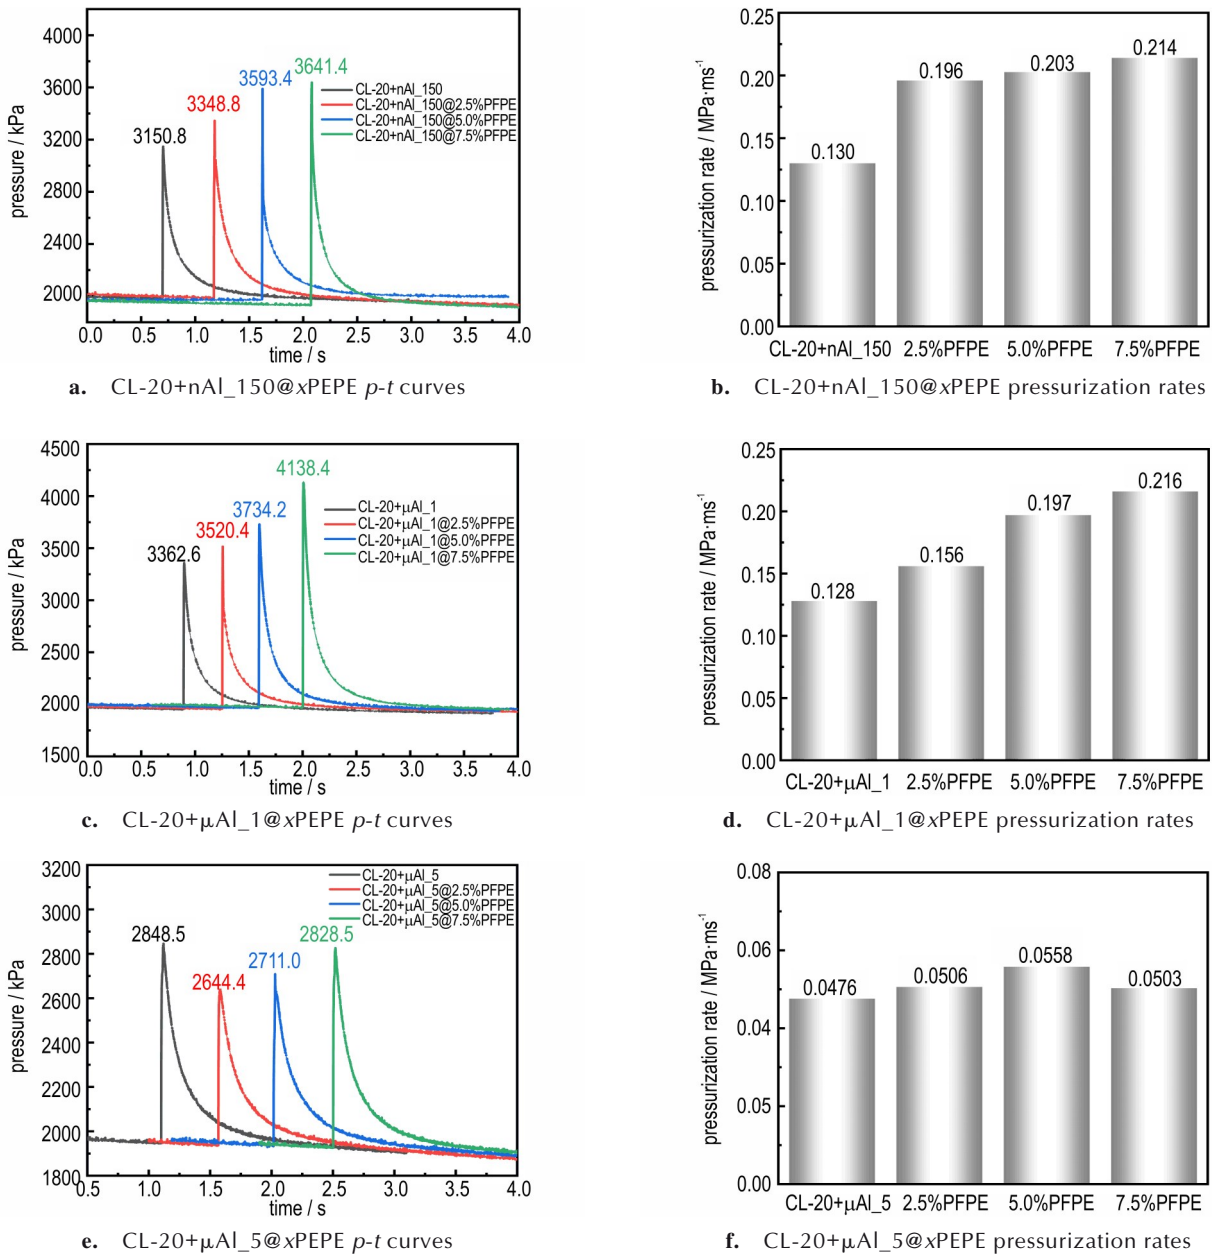 4000
3600
3200
2800
2400
2000
pressure / kPa
3150.8
3348.8
3593.4
3641.4
CL-20+nAl_150
CL-20+nAl_150@2.5%PFPE
CL-20+nAl_150@5.0%PFPE
CL-20+nAl_150@7.5%PFPE
0.0 0.5 1.0 1.5 2.0 2.5 3.0 3.5 4.0
time / s
a. CL-20+nAl_150@xPEPE p-t curves
0.25
0.20
0.15
0.10
0.05
0.00
pressurization rate / MPa·ms⁻¹
0.130
0.196
0.203
0.214
CL-20+nAl_150 2.5%PFPE 5.0%PFPE 7.5%PFPE
b. CL-20+nAl_150@xPEPE pressurization rates
4500
4000
3500
3000
2500
2000
1500
pressure / kPa
3362.6
3520.4
3734.2
4138.4
CL-20+μAl_1
CL-20+μAl_1@2.5%PFPE
CL-20+μAl_1@5.0%PFPE
CL-20+μAl_1@7.5%PFPE
0.0 0.5 1.0 1.5 2.0 2.5 3.0 3.5 4.0
time / s
c. CL-20+μAl_1@xPEPE p-t curves
0.25
0.20
0.15
0.10
0.05
0.00
pressurization rate / MPa·ms⁻¹
0.128
0.156
0.197
0.216
CL-20+μAl_1 2.5%PFPE 5.0%PFPE 7.5%PFPE
d. CL-20+μAl_1@xPEPE pressurization rates
3200
3000
2800
2600
2400
2200
2000
1800
pressure / kPa
2848.5
2644.4
2711.0
2828.5
CL-20+μAl_5
CL-20+μAl_5@2.5%PFPE
CL-20+μAl_5@5.0%PFPE
CL-20+μAl_5@7.5%PFPE
0.5 1.0 1.5 2.0 2.5 3.0 3.5 4.0
time / s
e. CL-20+μAl_5@xPEPE p-t curves
0.08
0.06
0.04
0.05
0.00
pressurization rate / MPa·ms⁻¹
0.0476
0.0506
0.0558
0.0503
CL-20+μAl_5 2.5%PFPE 5.0%PFPE 7.5%PFPE
f. CL-20+μAl_5@xPEPE pressurization rates